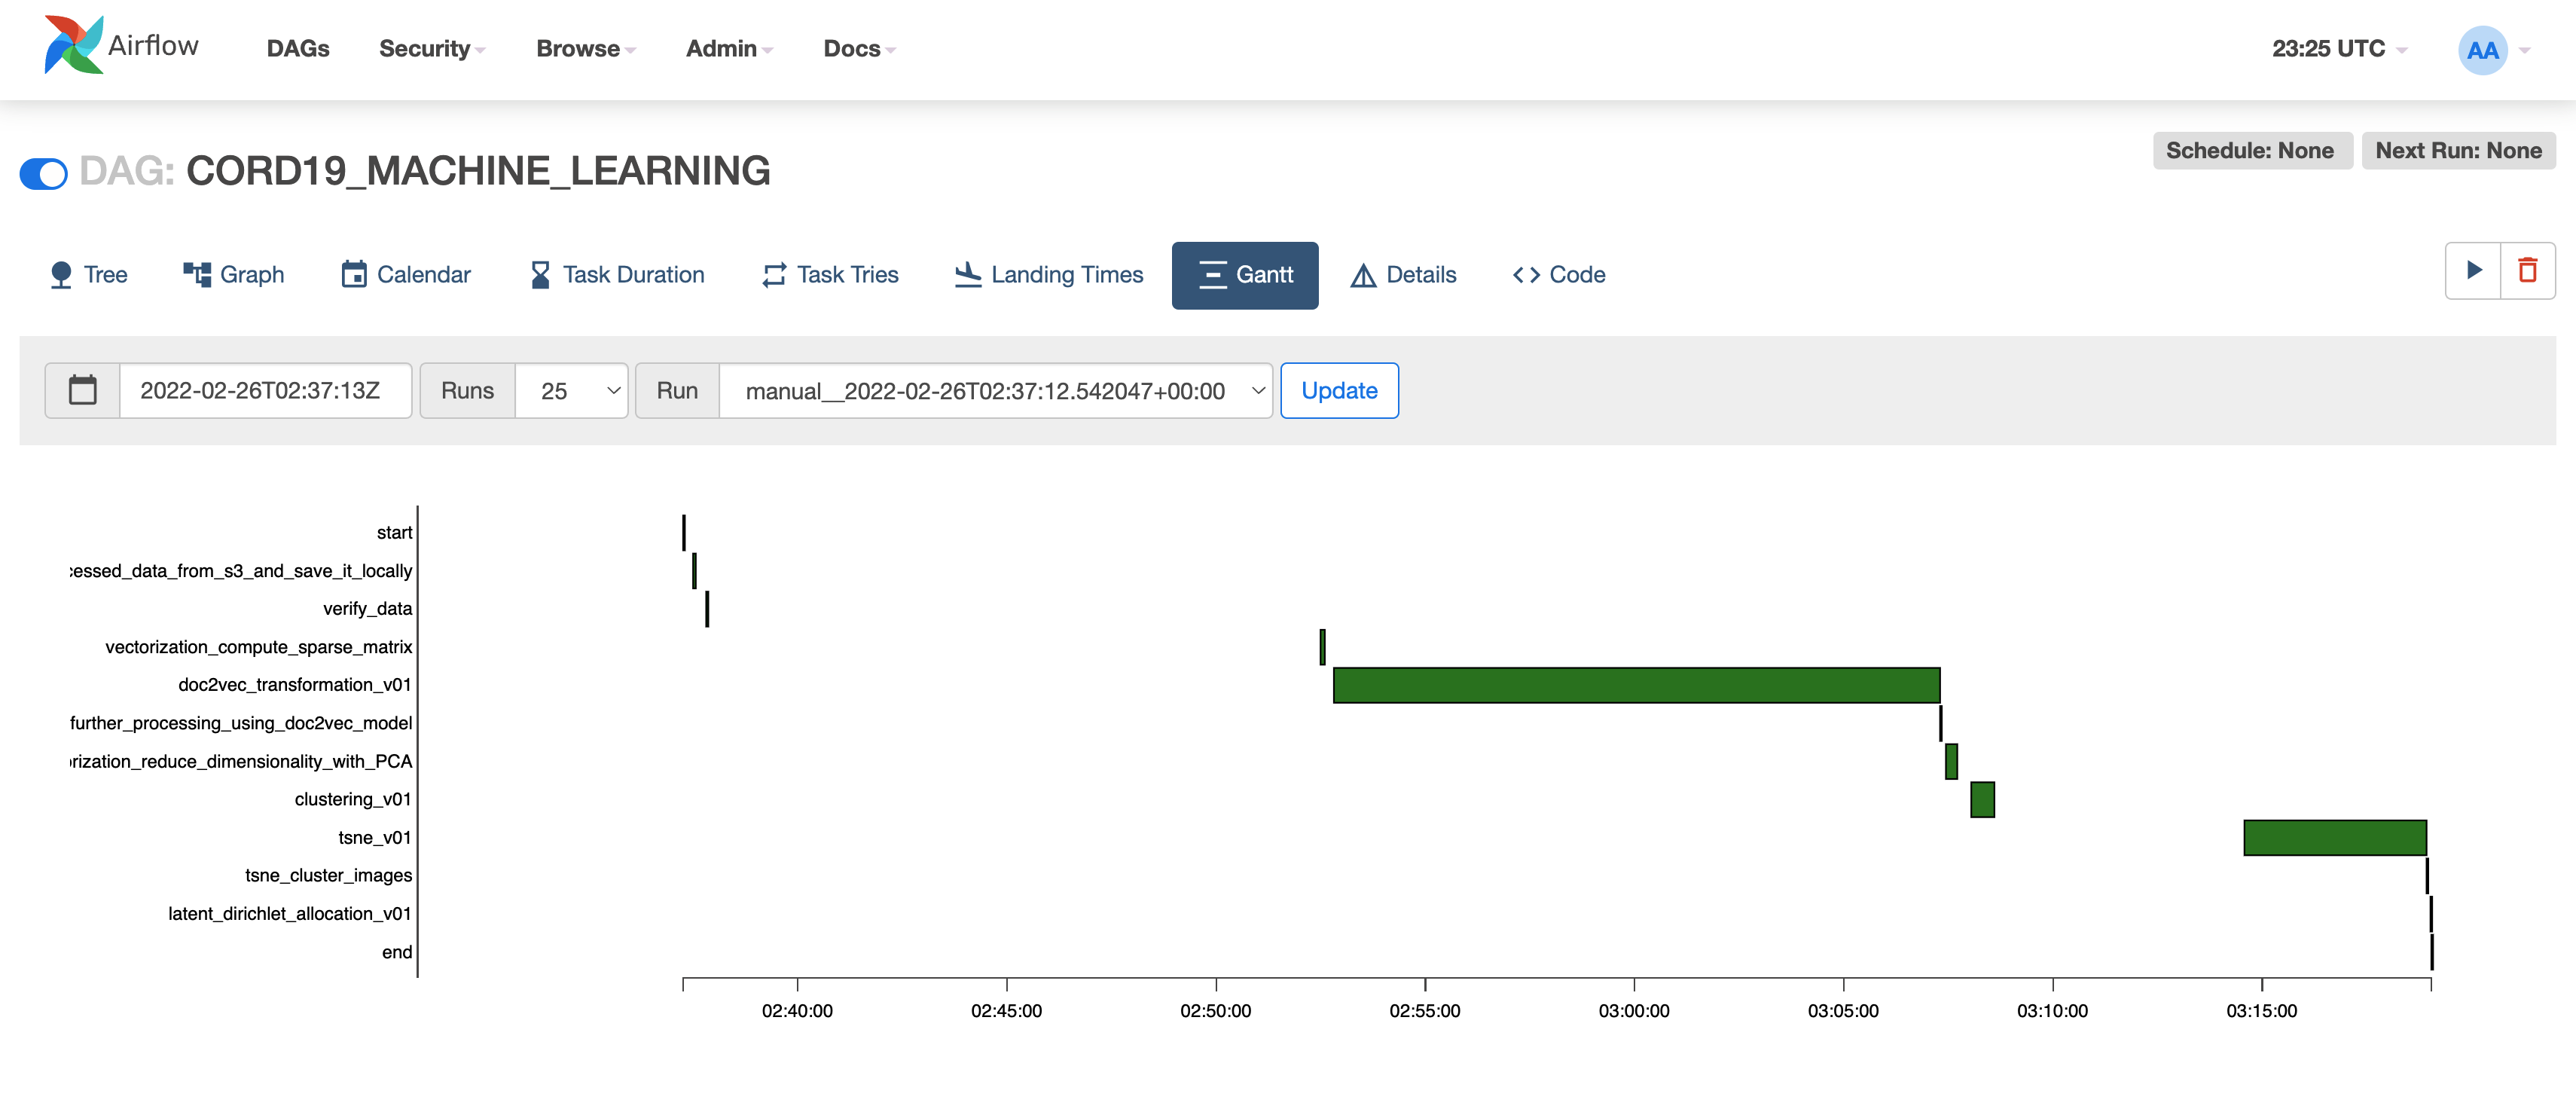 Airflow DAGs Security Browse Admin Docs 23:25 UTC AA
Schedule: None Next Run: None
DAG: CORD19_MACHINE_LEARNING
Tree Graph Calendar Task Duration Task Tries Landing Times Gantt Details Code
2022-02-26T02:37:13Z Runs 25 Run manual__2022-02-26T02:37:12.542047+00:00 Update
start
cessed_data_from_s3_and_save_it_locally
verify_data
vectorization_compute_sparse_matrix
doc2vec_transformation_v01
further_processing_using_doc2vec_model
rization_reduce_dimensionality_with_PCA
clustering_v01
tsne_v01
tsne_cluster_images
latent_dirichlet_allocation_v01
end
02:40:00 02:45:00 02:50:00 02:55:00 03:00:00 03:05:00 03:10:00 03:15:00